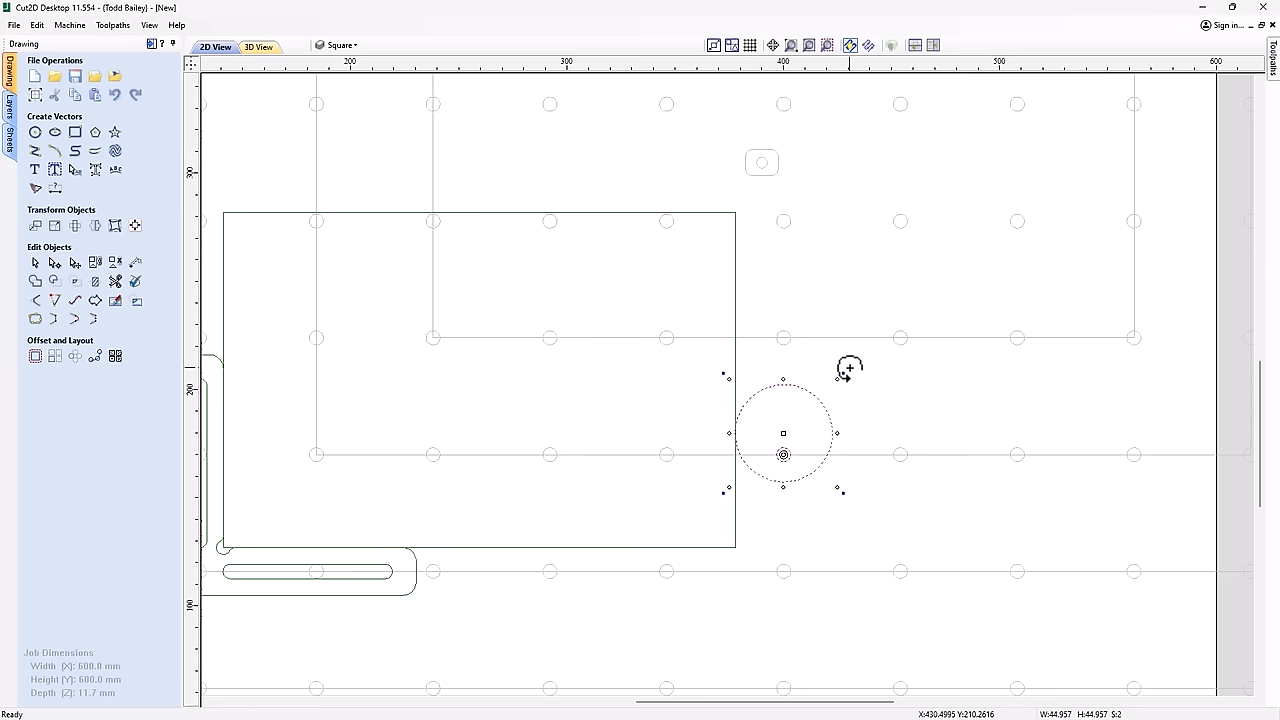 Cut2D Desktop 11.554 - {Todd Bailey} - [New]
File Edit Machine Toolpaths View Help
Sign in...
Drawing
2D View 3D View Square
File Operations
Create Vectors
Transform Objects
Edit Objects
Offset and Layout
Drawing
Layers
Sheets
Toolpaths
200 300 400 500 600
300
200
100
Job Dimensions
Width [X]: 600.0 mm
Height [Y]: 600.0 mm
Depth [Z]: 11.7 mm
Ready X:430.4995 Y:210.2616 W:44.957 H:44.957 S:2